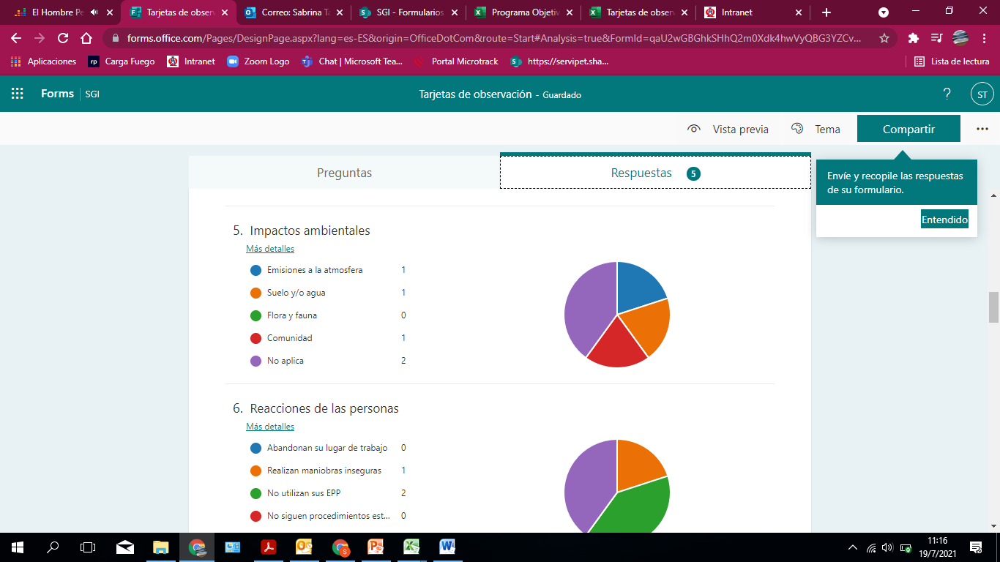 El Hombre Pe
Tarjetas de observ
Correo: Sabrina Ta
SGI - Formularios
Programa Objetiv
Tarjetas de observ
Intranet
forms.office.com/Pages/DesignPage.aspx?lang=es-ES&origin=OfficeDotCom&route=Start#Analysis=true&FormId=qaU2wGBGhkSHhQ2m0Xdk4hwVyQBG3YZCv...
Aplicaciones
rp Carga Fuego
Intranet
Zoom Logo
Chat | Microsoft Tea...
Portal Microtrack
https://servipet.sha...
Lista de lectura
Forms SGI
Tarjetas de observación - Guardado
? ST
Vista previa
Tema
Compartir
...
Envíe y recopile las respuestas
de su formulario.
Entendido
Preguntas
Respuestas 5
5. Impactos ambientales
Más detalles
Emisiones a la atmosfera 1
Suelo y/o agua 1
Flora y fauna 0
Comunidad 1
No aplica 2
6. Reacciones de las personas
Más detalles
Abandonan su lugar de trabajo 0
Realizan maniobras inseguras 1
No utilizan sus EPP 2
No siguen procedimientos est... 0
11:16
19/7/2021